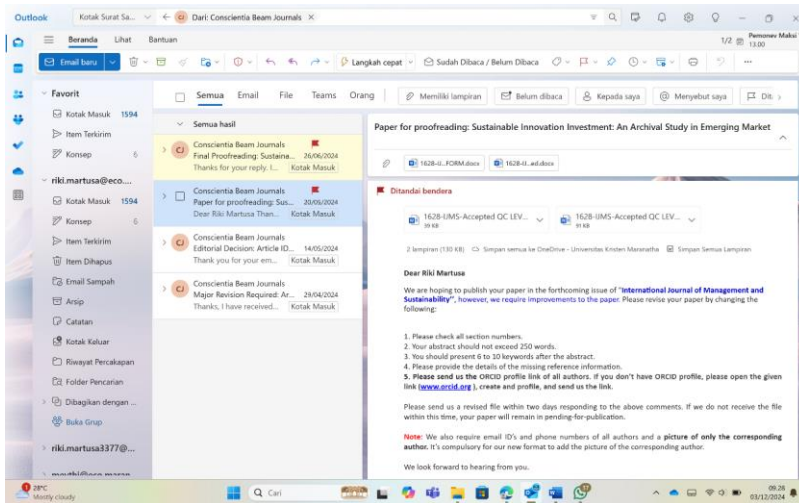 Outlook
Kotak Surat Sa...
Dari: Conscientia Beam Journals
Beranda Lihat Bantuan
1/2
Pemonev Maksi
13.00
Email baru
Langkah cepat
Sudah Dibaca / Belum Dibaca
Favorit
Kotak Masuk 1594
Item Terkirim
Konsep 6
riki.martusa@eco....
Kotak Masuk 1594
Konsep 6
Item Terkirim
Item Dihapus
Email Sampah
Arsip
Catatan
Kotak Keluar
Riwayat Percakapan
Folder Pencarian
Dibagikan dengan ...
Buka Grup
riki.martusa3377@...
Semua Email File Teams Orang
Memiliki lampiran
Belum dibaca
Kepada saya
Menyebut saya
Semua hasil
Conscientia Beam Journals
Final Proofreading: Sustaina... 26/06/2024
Thanks for your reply. I... Kotak Masuk
Conscientia Beam Journals
Paper for proofreading: Sus... 20/05/2024
Dear Riki Martusa Than... Kotak Masuk
Conscientia Beam Journals
Editorial Decision: Article ID... 14/05/2024
Thank you for your em... Kotak Masuk
Conscientia Beam Journals
Major Revision Required: Ar... 29/04/2024
Thanks, I have received... Kotak Masuk
Paper for proofreading: Sustainable Innovation Investment: An Archival Study in Emerging Market
1628-IJ...FORM.docx
1628-IJ...ed.docx
Ditandai bendera
1628-IJMS-Accepted QC LEV...
39 KB
1628-IJMS-Accepted QC LEV...
91 KB
2 lampiran (130 KB)
Simpan semua ke OneDrive - Universitas Kristen Maranatha
Simpan Semua Lampiran
Dear Riki Martusa
We are hoping to publish your paper in the forthcoming issue of "International Journal of Management and
Sustainability", however, we require improvements to the paper. Please revise your paper by changing the
following:
1. Please check all section numbers.
2. Your abstract should not exceed 250 words.
3. You should present 6 to 10 keywords after the abstract.
4. Please provide the details of the missing reference information.
5. Please send us the ORCID profile link of all authors. If you don't have ORCID profile, please open the given
link (www.orcid.org ), create and profile, and send us the link.
Please send us a revised file within two days responding to the above comments. If we do not receive the file
within this time, your paper will remain in pending-for-publication.
Note: We also require email ID's and phone numbers of all authors and a picture of only the corresponding
author. It's compulsory for our new format to add the picture of the corresponding author.
We look forward to hearing from you.
28°C
Mostly cloudy
Cari
09.26
03/12/2024